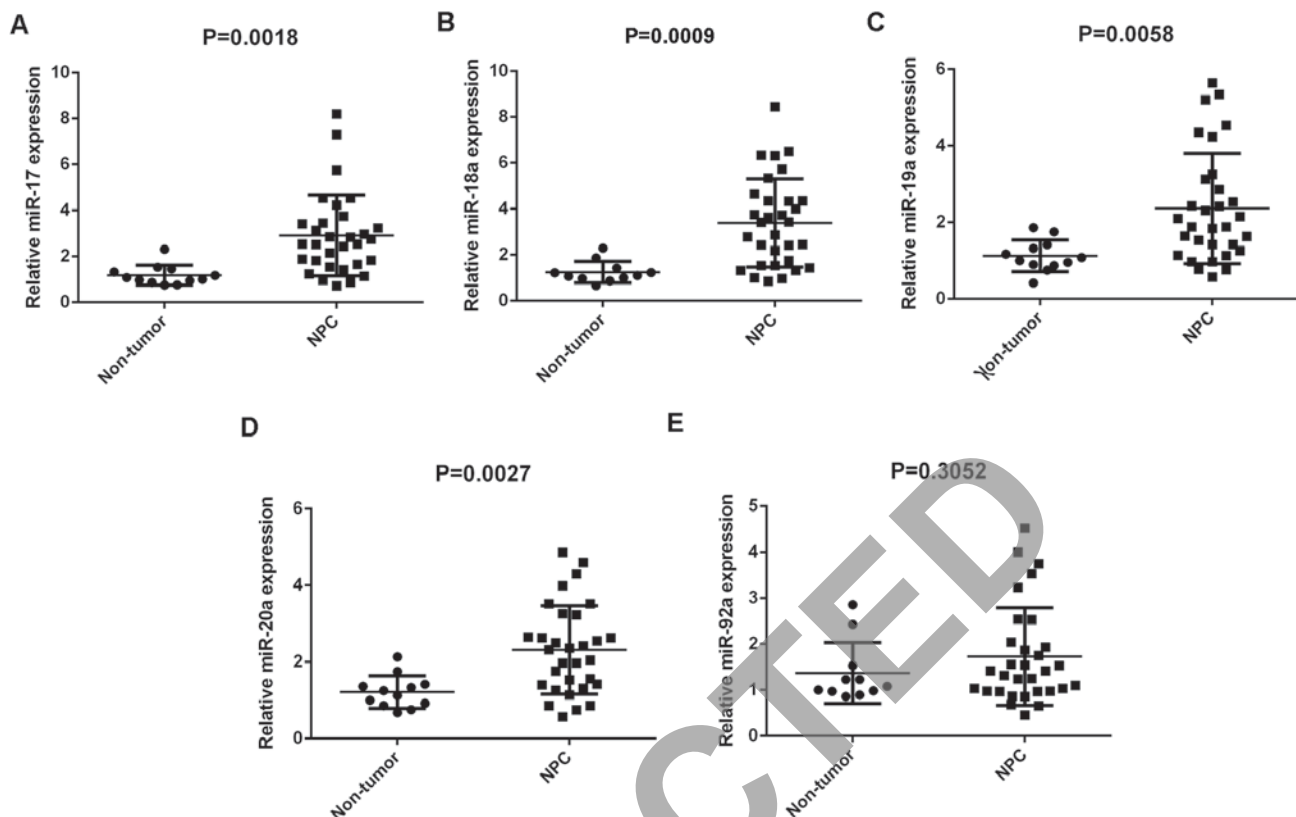 A
P=0.0018
Relative miR-17 expression
10
8
6
4
2
0
Non-tumor
NPC
B
P=0.0009
Relative miR-18a expression
10
8
6
4
2
0
Non-tumor
NPC
C
P=0.0058
Relative miR-19a expression
6
4
2
0
Non-tumor
NPC
D
P=0.0027
Relative miR-20a expression
6
4
2
0
Non-tumor
NPC
E
P=0.3052
Relative miR-92a expression
5
4
3
2
1
0
Non-tumor
NPC
CTED